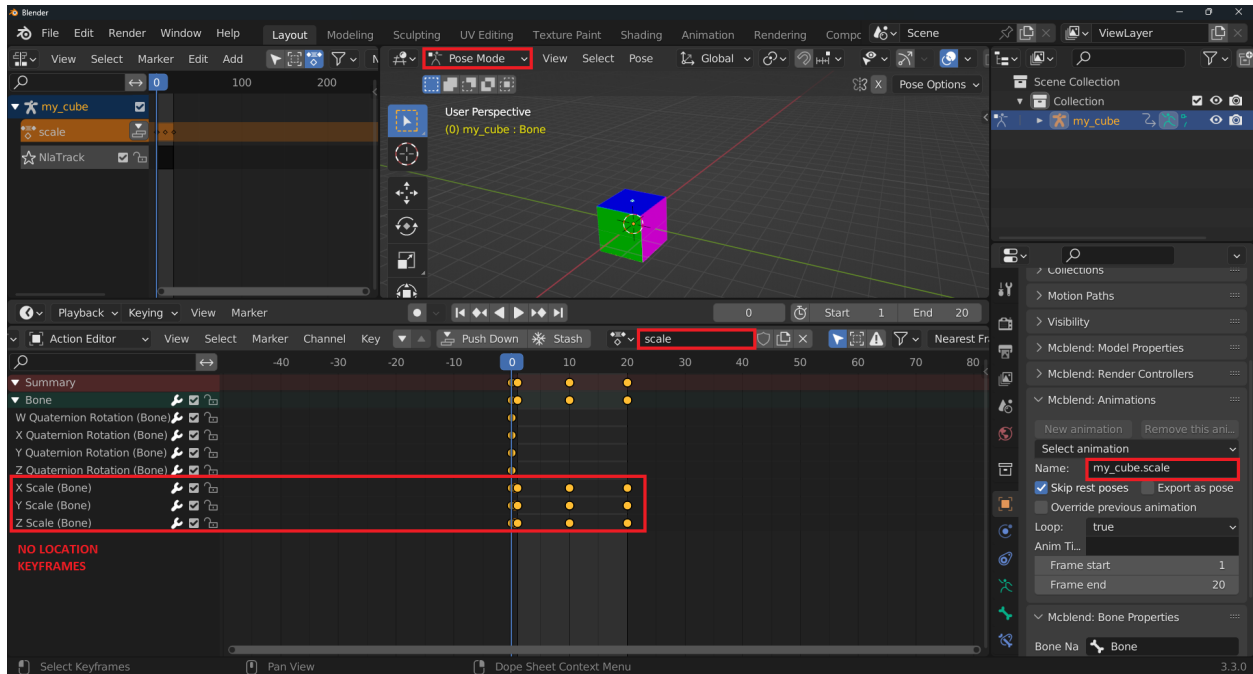 Blender
File Edit Render Window Help Layout Modeling Sculpting UV Editing Texture Paint Shading Animation Rendering Compc Scene ViewLayer
View Select Marker Edit Add N
Pose Mode View Select Pose Global
0 100 200
X Pose Options
my_cube
scale
NlaTrack
User Perspective
(0) my_cube : Bone
Scene Collection
Collection
my_cube
Playback Keying View Marker
0 Start 1 End 20
Action Editor View Select Marker Channel Key Push Down Stash scale Nearest Fr
-40 -30 -20 -10 0 10 20 30 40 50 60 70 80
Summary
Bone
W Quaternion Rotation (Bone)
X Quaternion Rotation (Bone)
Y Quaternion Rotation (Bone)
Z Quaternion Rotation (Bone)
X Scale (Bone)
Y Scale (Bone)
Z Scale (Bone)
NO LOCATION
KEYFRAMES
Collections
Motion Paths
Visibility
Mcblend: Model Properties
Mcblend: Render Controllers
Mcblend: Animations
New animation Remove this ani...
Select animation
Name: my_cube.scale
Skip rest poses Export as pose
Override previous animation
Loop: true
Anim Ti...
Frame start 1
Frame end 20
Mcblend: Bone Properties
Bone Na Bone
Select Keyframes Pan View Dope Sheet Context Menu 3.3.0